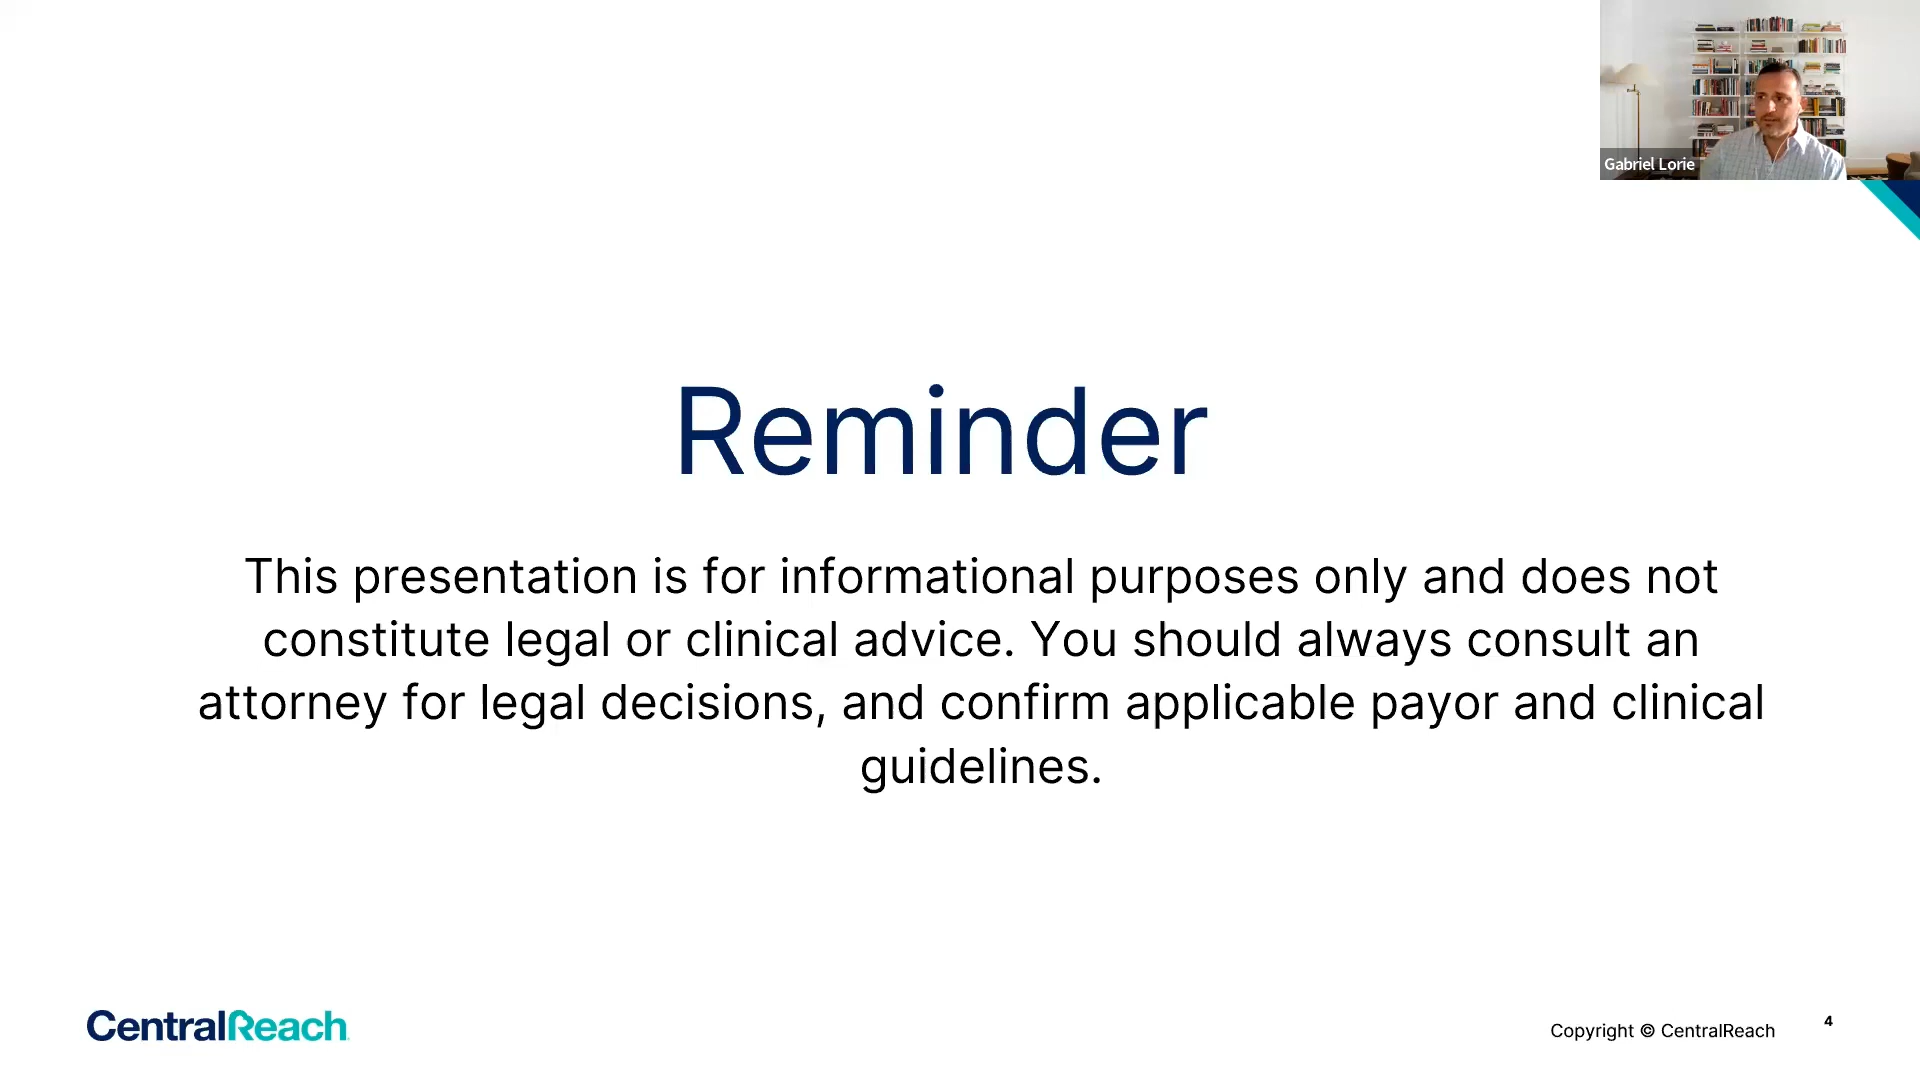 Gabriel Lorie
Reminder
This presentation is for informational purposes only and does not
constitute legal or clinical advice. You should always consult an
attorney for legal decisions, and confirm applicable payor and clinical
guidelines.
CentralReach
Copyright © CentralReach
4